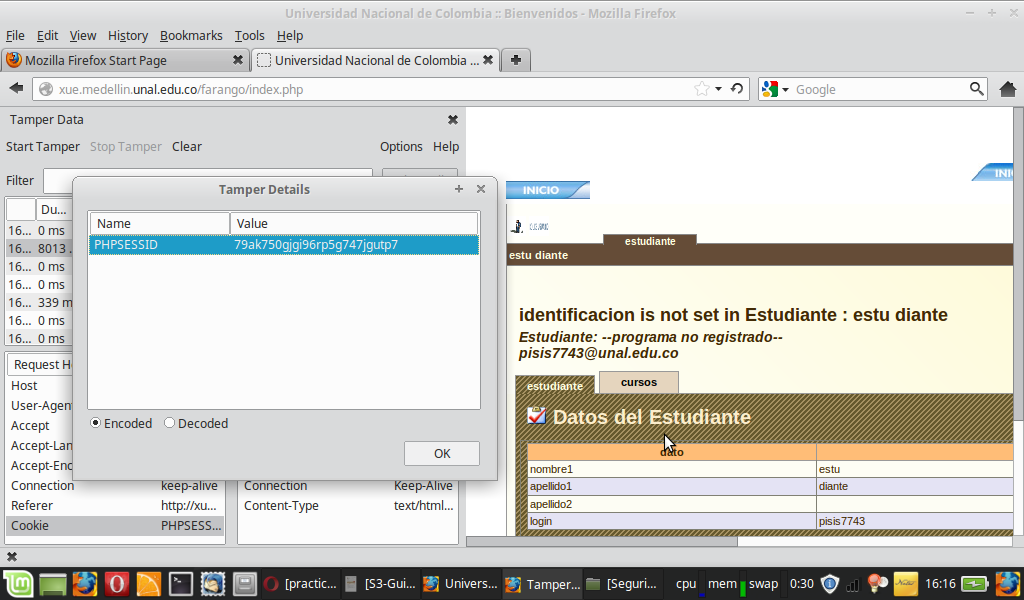 Universidad Nacional de Colombia :: Bienvenidos - Mozilla Firefox
File Edit View History Bookmarks Tools Help
Mozilla Firefox Start Page
Universidad Nacional de Colombia ...
xue.medellin.unal.edu.co/farango/index.php
Google
Tamper Data
Start Tamper Stop Tamper Clear Options Help
Filter
Du...
16... 0 ms
16... 8013 .
16... 0 ms
16... 0 ms
16... 339 m
16... 0 ms
16... 0 ms
Request H
Host
User-Agen
Accept
Accept-Lan
Accept-Enc
Connection keep-alive
Referer http://xu...
Cookie PHPSESS...
Connection Keep-Alive
Content-Type text/html...
Tamper Details
Name Value
PHPSESSID 79ak750gjgi96rp5g747jgutp7
Encoded Decoded
OK
INICIO
INI
estudiante
estu diante
identificacion is not set in Estudiante : estu diante
Estudiante: --programa no registrado--
pisis7743@unal.edu.co
estudiante cursos
Datos del Estudiante
dato
nombre1 estu
apellido1 diante
apellido2
login pisis7743
[practic... [S3-Gui... Univers... Tamper... [Seguri... cpu mem swap 0:30 16:16